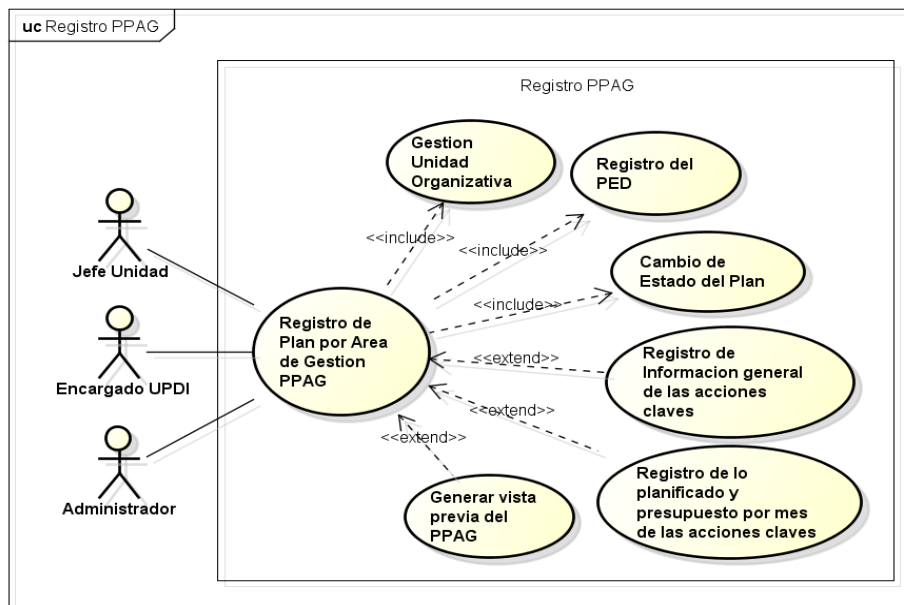 uc Registro PPAG
Registro PPAG
Gestion
Unidad
Organizativa
Registro del
PED
<<include>>
<<include>>
Cambio de
Estado del Plan
<<include>>
Jefe Unidad
Registro de
Plan por Area
de Gestion
PPAG
Encargado UPDI
<<extend>>
Registro de
Informacion general
de las acciones
claves
<<extend>>
<<extend>>
Administrador
Generar vista
previa del
PPAG
Registro de lo
planificado y
presupuesto por mes
de las acciones claves